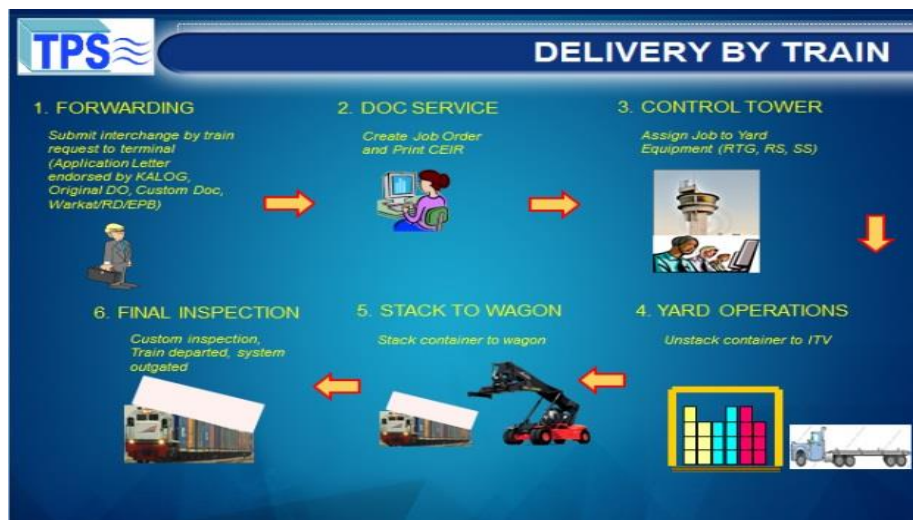 TPS
DELIVERY BY TRAIN
1. FORWARDING
Submit interchange by train
request to terminal
(Application Letter
endorsed by KALOG,
Original DO, Custom Doc,
Warkat/RD/EPB)
2. DOC SERVICE
Create Job Order
and Print CEIR
3. CONTROL TOWER
Assign Job to Yard
Equipment (RTG, RS, SS)
6. FINAL INSPECTION
Custom inspection,
Train departed, system
outgated
5. STACK TO WAGON
Stack container to wagon
4. YARD OPERATIONS
Unstack container to ITV